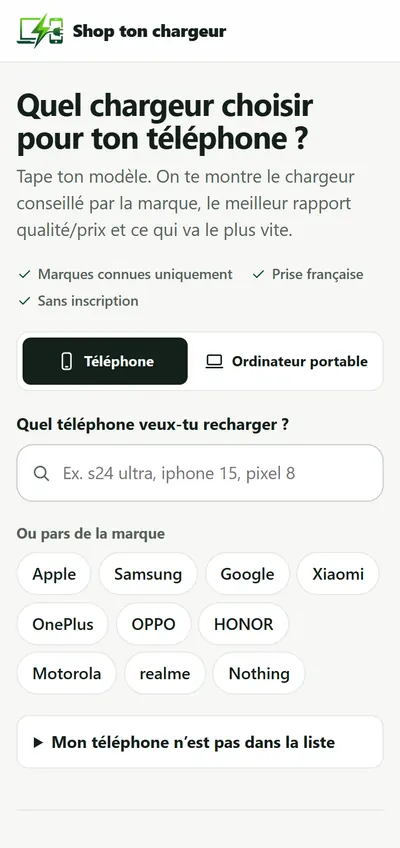 Shop ton chargeur
Quel chargeur choisir
pour ton téléphone ?
Tape ton modèle. On te montre le chargeur
conseillé par la marque, le meilleur rapport
qualité/prix et ce qui va le plus vite.
Marques connues uniquement
Prise française
Sans inscription
Téléphone
Ordinateur portable
Quel téléphone veux-tu recharger ?
Ex. s24 ultra, iphone 15, pixel 8
Ou pars de la marque
Apple
Samsung
Google
Xiaomi
OnePlus
OPPO
HONOR
Motorola
realme
Nothing
Mon téléphone n’est pas dans la liste